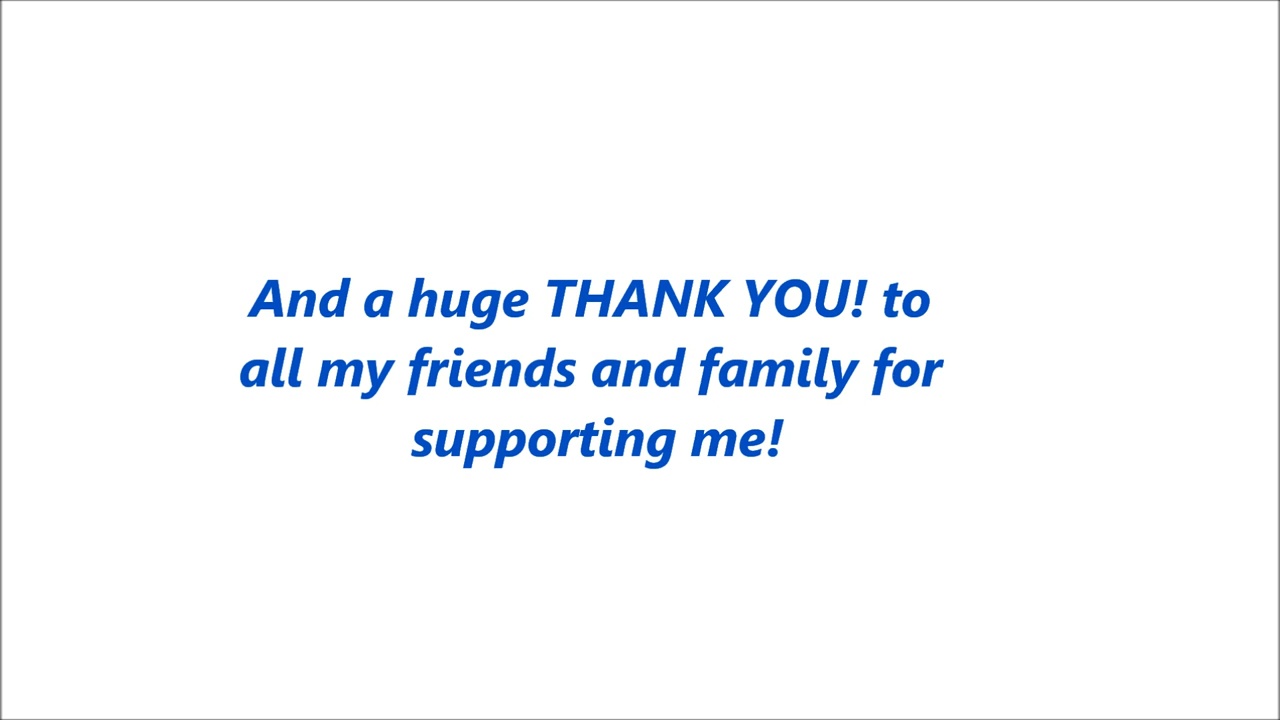 And a huge THANK YOU! to
all my friends and family for
supporting me!